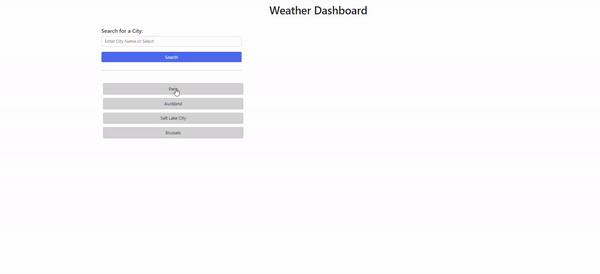 Weather Dashboard
Search for a City:
Enter City Name or Select
Search
Paris
Auckland
Salt Lake City
Brussels